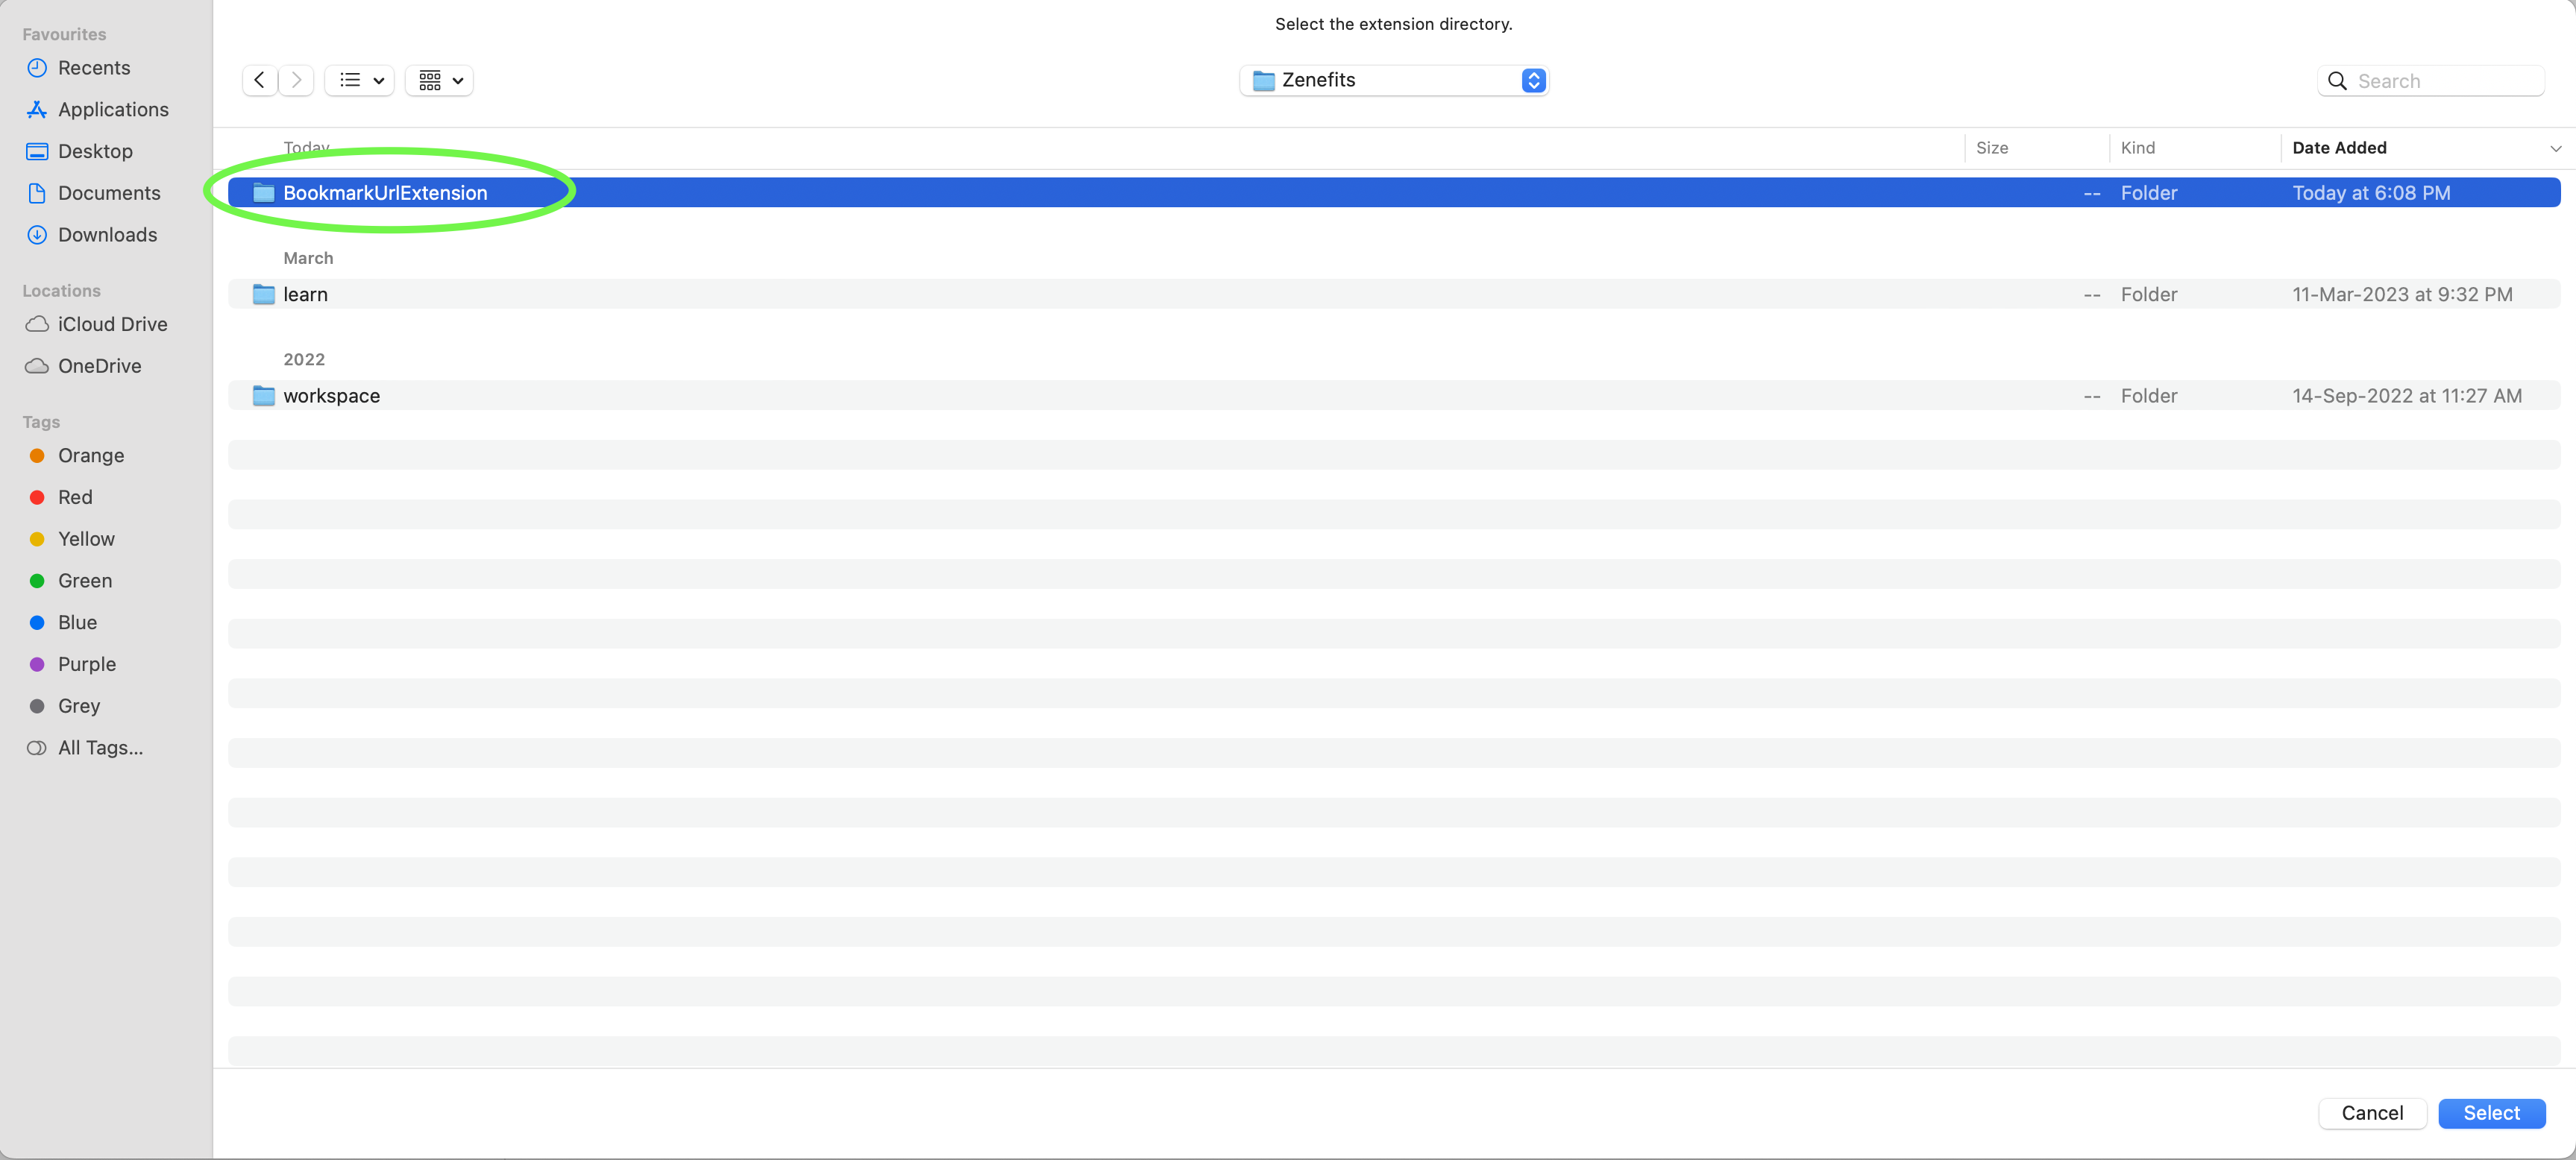 Select the extension directory.
Favourites
Recents
Applications
Desktop
Documents
Downloads
Locations
iCloud Drive
OneDrive
Tags
Orange
Red
Yellow
Green
Blue
Purple
Grey
All Tags...
Zenefits
Search
Today Size Kind Date Added
BookmarkUrlExtension -- Folder Today at 6:08 PM
March
learn -- Folder 11-Mar-2023 at 9:32 PM
2022
workspace -- Folder 14-Sep-2022 at 11:27 AM
Cancel Select